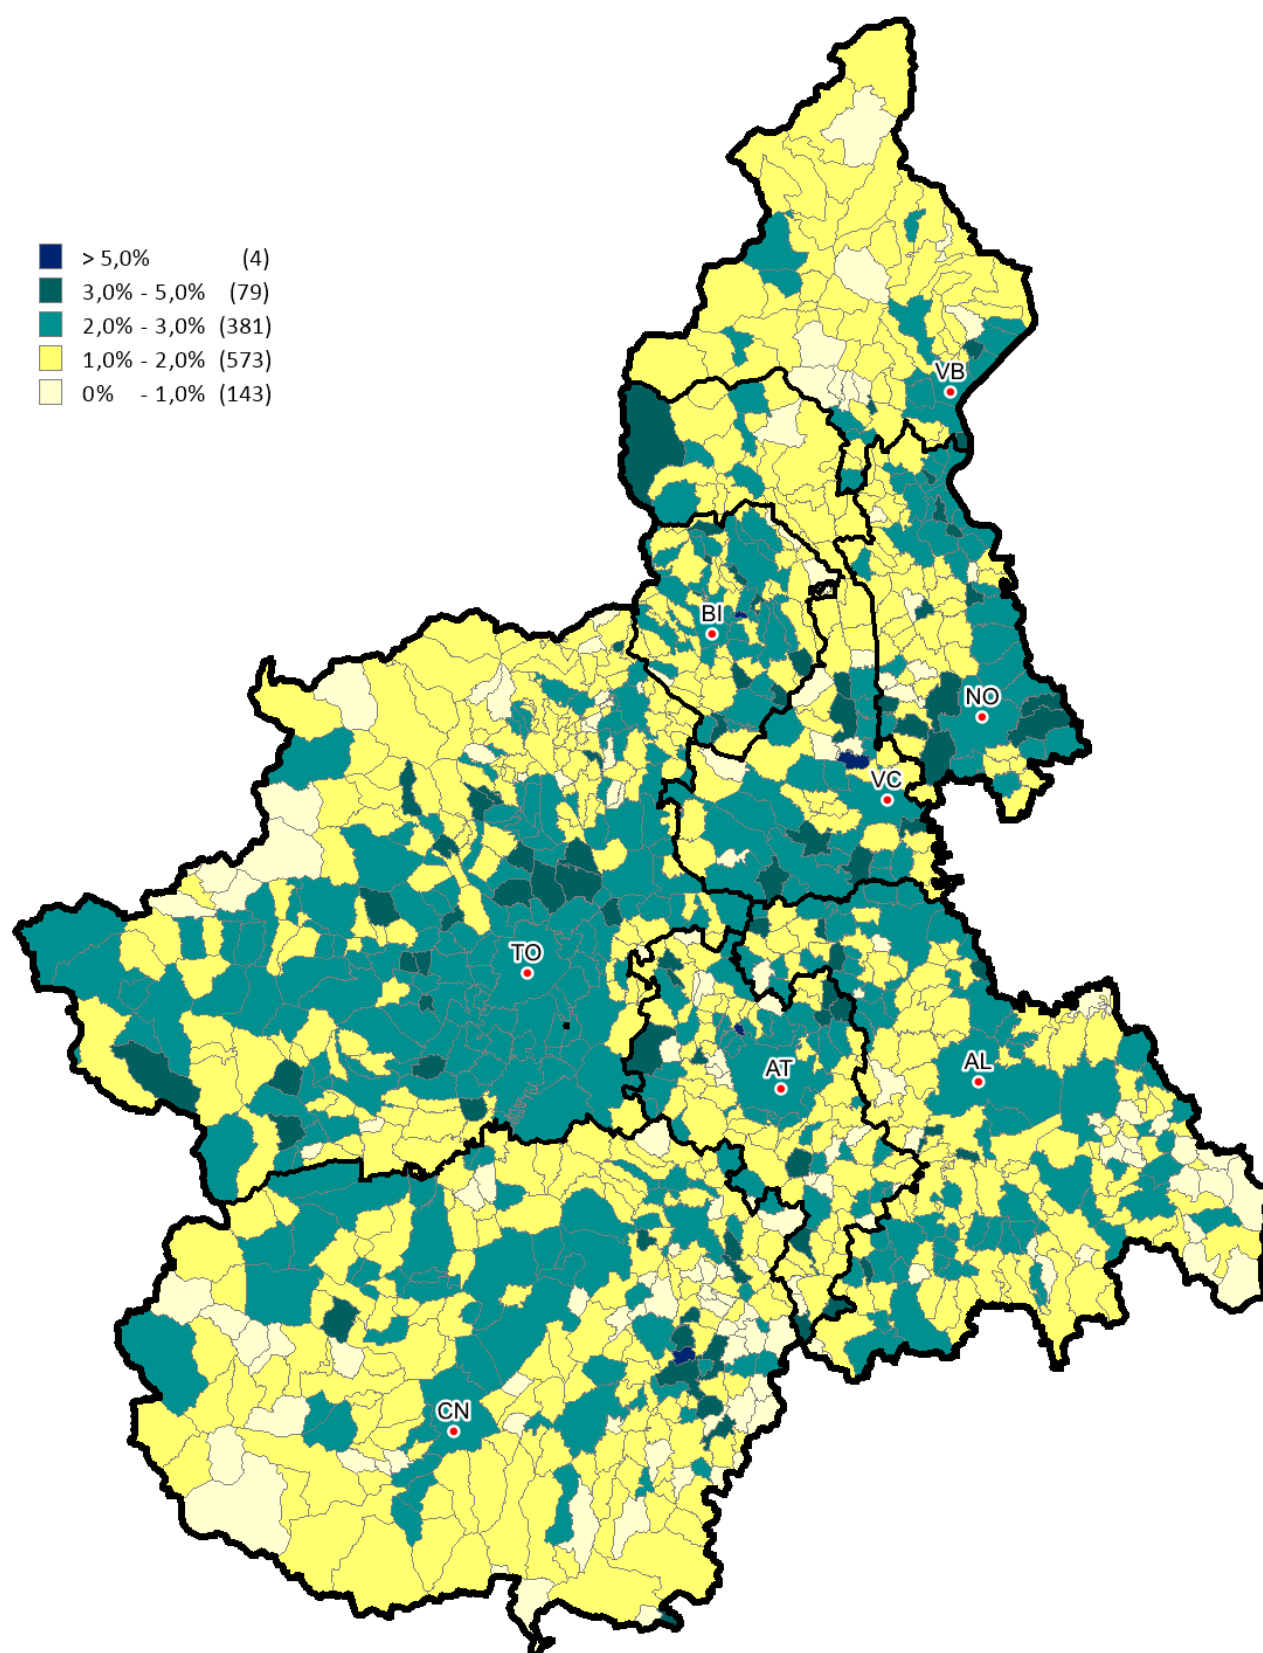 > 5,0% (4)
3,0% - 5,0% (79)
2,0% - 3,0% (381)
1,0% - 2,0% (573)
0% - 1,0% (143)
VB
BI
NO
VC
TO
AT
AL
CN